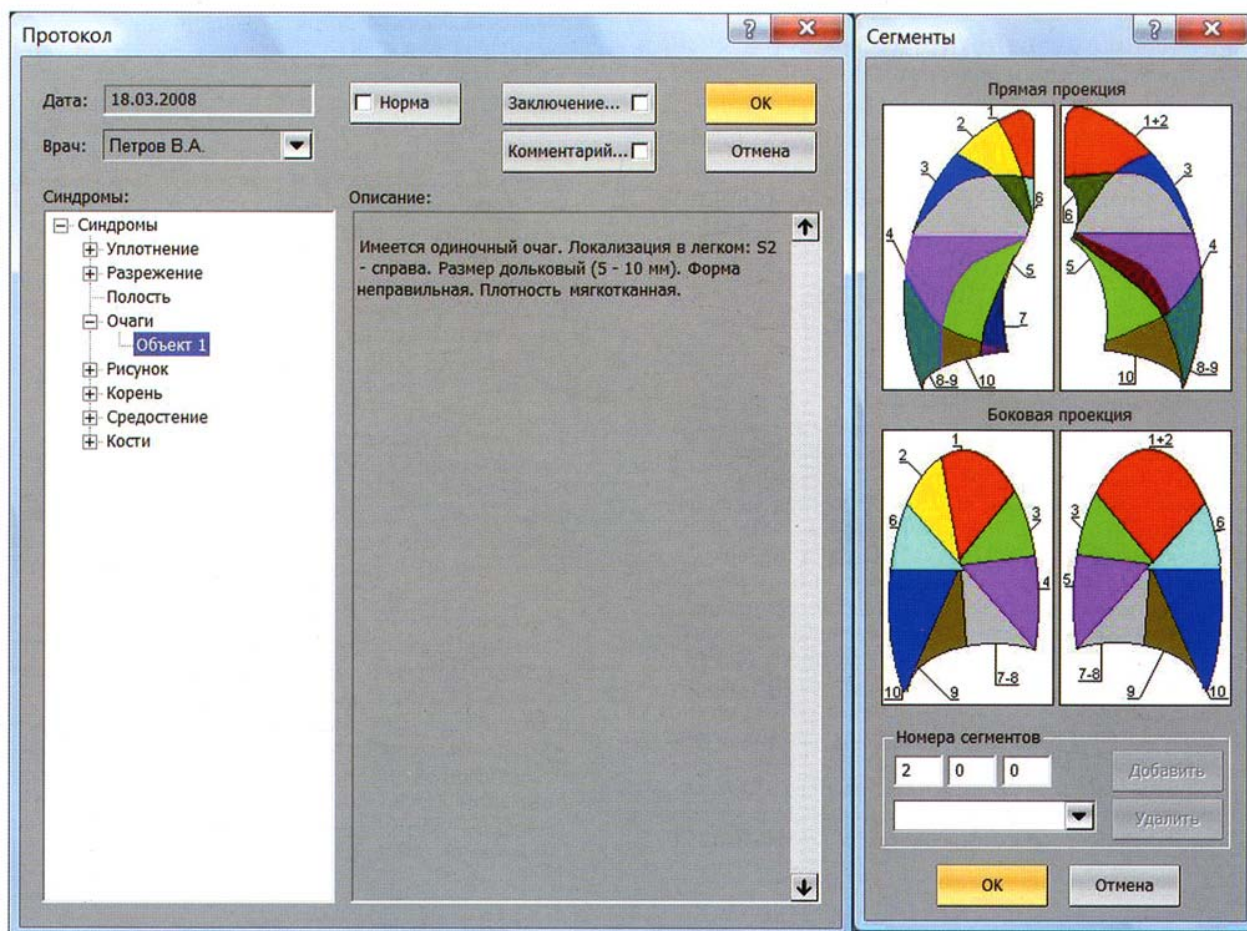 Протокол
Дата: 18.03.2008
Норма
Заключение...
OK
Врач: Петров В.А.
Комментарий...
Отмена
Синдромы:
Синдромы
Уплотнение
Разрежение
Полость
Очаги
Объект 1
Рисунок
Корень
Средостение
Кости
Описание:
Имеется одиночный очаг. Локализация в легком: S2
- справа. Размер дольковый (5 - 10 мм). Форма
неправильная. Плотность мягкотканная.
Сегменты
Прямая проекция
1
2
3
6
4
5
7
8-9
10
1+2
3
6
4
5
10
8-9
Боковая проекция
1
2
6
3
4
10
9
7-8
1+2
3
6
5
7-8
9
10
Номера сегментов
2 0 0
Добавить
Удалить
OK
Отмена